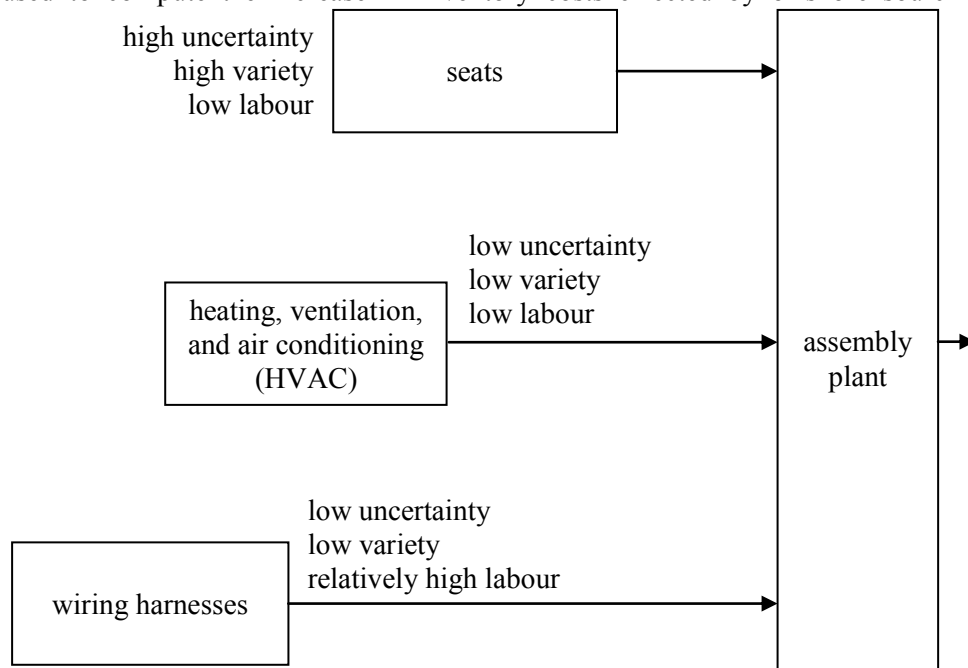 high uncertainty
high variety
low labour
seats
low uncertainty
low variety
low labour
heating, ventilation,
and air conditioning
(HVAC)
assembly
plant
low uncertainty
low variety
relatively high labour
wiring harnesses